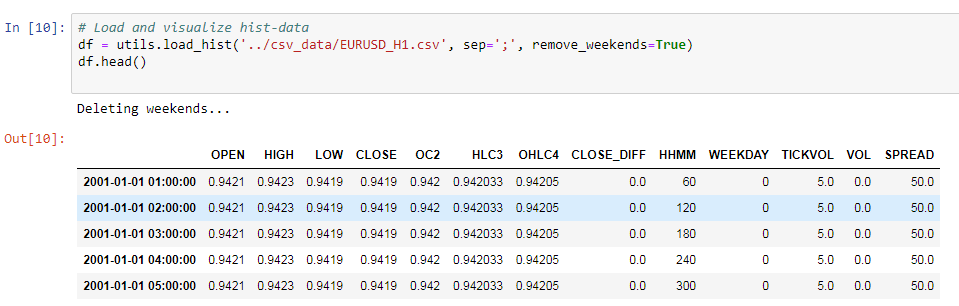 In [10]: # Load and visualize hist-data
df = utils.load_hist('../csv_data/EURUSD_H1.csv', sep=';', remove_weekends=True)
df.head()
Deleting weekends...
Out[10]:
OPEN HIGH LOW CLOSE OC2 HLC3 OHLC4 CLOSE_DIFF HHMM WEEKDAY TICKVOL VOL SPREAD
2001-01-01 01:00:00 0.9421 0.9423 0.9419 0.9419 0.942 0.942033 0.94205 0.0 60 0 5.0 0.0 50.0
2001-01-01 02:00:00 0.9421 0.9423 0.9419 0.9419 0.942 0.942033 0.94205 0.0 120 0 5.0 0.0 50.0
2001-01-01 03:00:00 0.9421 0.9423 0.9419 0.9419 0.942 0.942033 0.94205 0.0 180 0 5.0 0.0 50.0
2001-01-01 04:00:00 0.9421 0.9423 0.9419 0.9419 0.942 0.942033 0.94205 0.0 240 0 5.0 0.0 50.0
2001-01-01 05:00:00 0.9421 0.9423 0.9419 0.9419 0.942 0.942033 0.94205 0.0 300 0 5.0 0.0 50.0